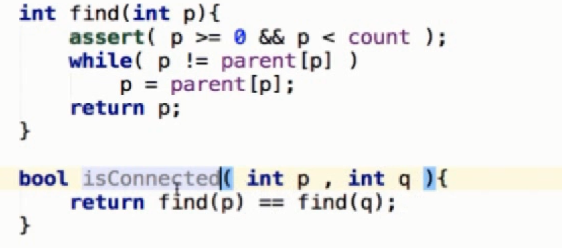 int find(int p){
assert( p >= 0 && p < count );
while( p != parent[p] )
p = parent[p];
return p;
}
bool isConnected( int p , int q ){
return find(p) == find(q);
}